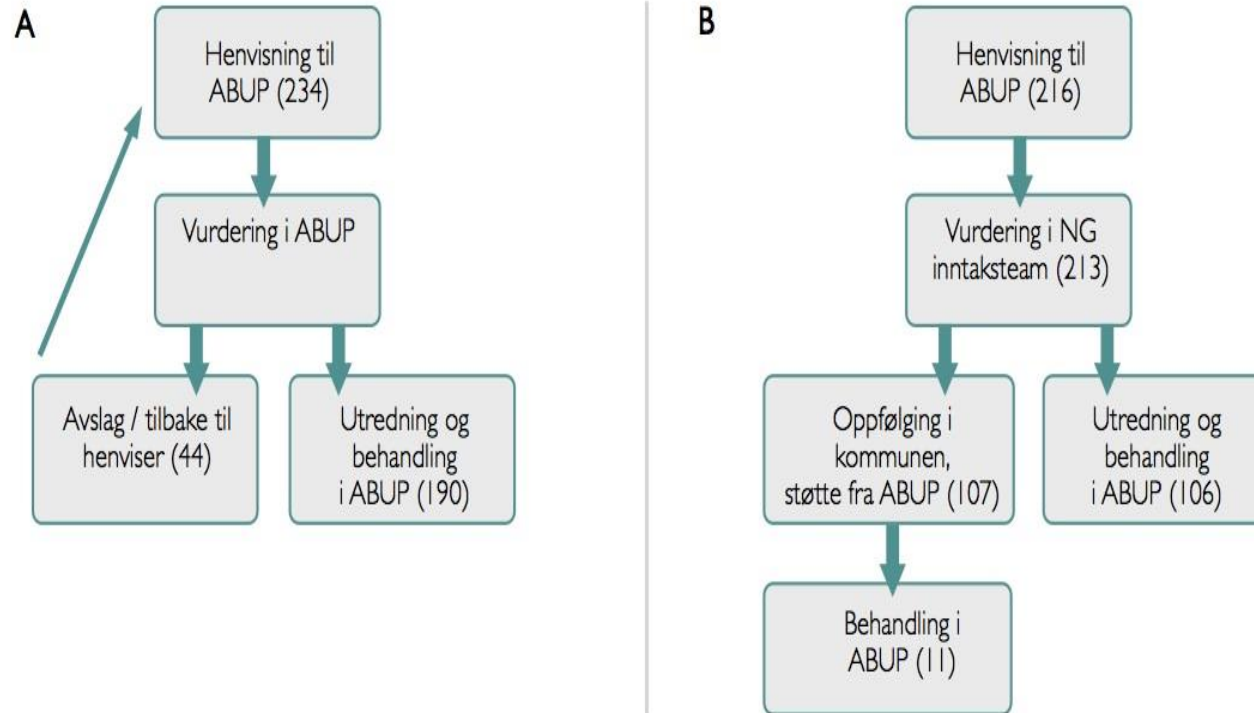 A
Henvisning til
ABUP (234)
Vurdering i ABUP
Avslag / tilbake til
henviser (44)
Utredning og
behandling
i ABUP (190)
B
Henvisning til
ABUP (216)
Vurdering i NG
inntaksteam (213)
Oppfølging i
kommunen,
støtte fra ABUP (107)
Utredning og
behandling
i ABUP (106)
Behandling i
ABUP (11)